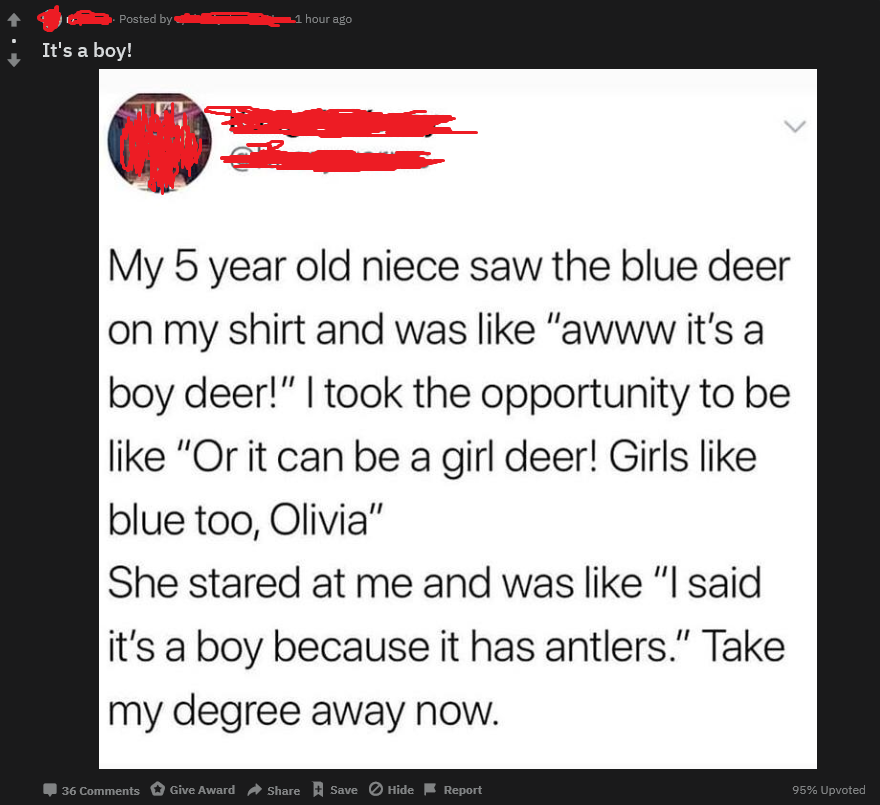 Posted by 1 hour ago
It's a boy!
@
My 5 year old niece saw the blue deer
on my shirt and was like “awww it’s a
boy deer!” I took the opportunity to be
like “Or it can be a girl deer! Girls like
blue too, Olivia”
She stared at me and was like “I said
it’s a boy because it has antlers.” Take
my degree away now.
36 Comments Give Award Share Save Hide Report 95% Upvoted